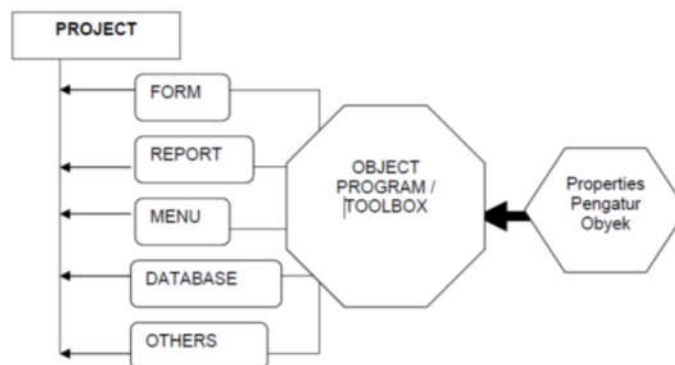 PROJECT
FORM
REPORT
MENU
DATABASE
OTHERS
OBJECT
PROGRAM /
TOOLBOX
Properties
Pengatur
Obyek